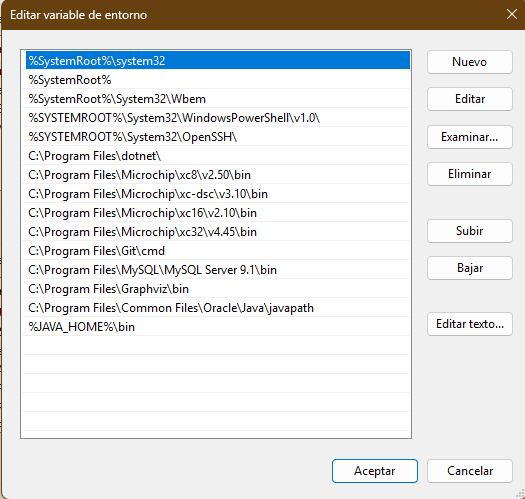 Editar variable de entorno
%SystemRoot%\system32
%SystemRoot%
%SystemRoot%\System32\Wbem
%SYSTEMROOT%\System32\WindowsPowerShell\v1.0\
%SYSTEMROOT%\System32\OpenSSH\
C:\Program Files\dotnet\
C:\Program Files\Microchip\xc8\v2.50\bin
C:\Program Files\Microchip\xc-dsc\v3.10\bin
C:\Program Files\Microchip\xc16\v2.10\bin
C:\Program Files\Microchip\xc32\v4.45\bin
C:\Program Files\Git\cmd
C:\Program Files\MySQL\MySQL Server 9.1\bin
C:\Program Files\Graphviz\bin
C:\Program Files\Common Files\Oracle\Java\javapath
%JAVA_HOME%\bin
Nuevo
Editar
Examinar...
Eliminar
Subir
Bajar
Editar texto...
Aceptar
Cancelar